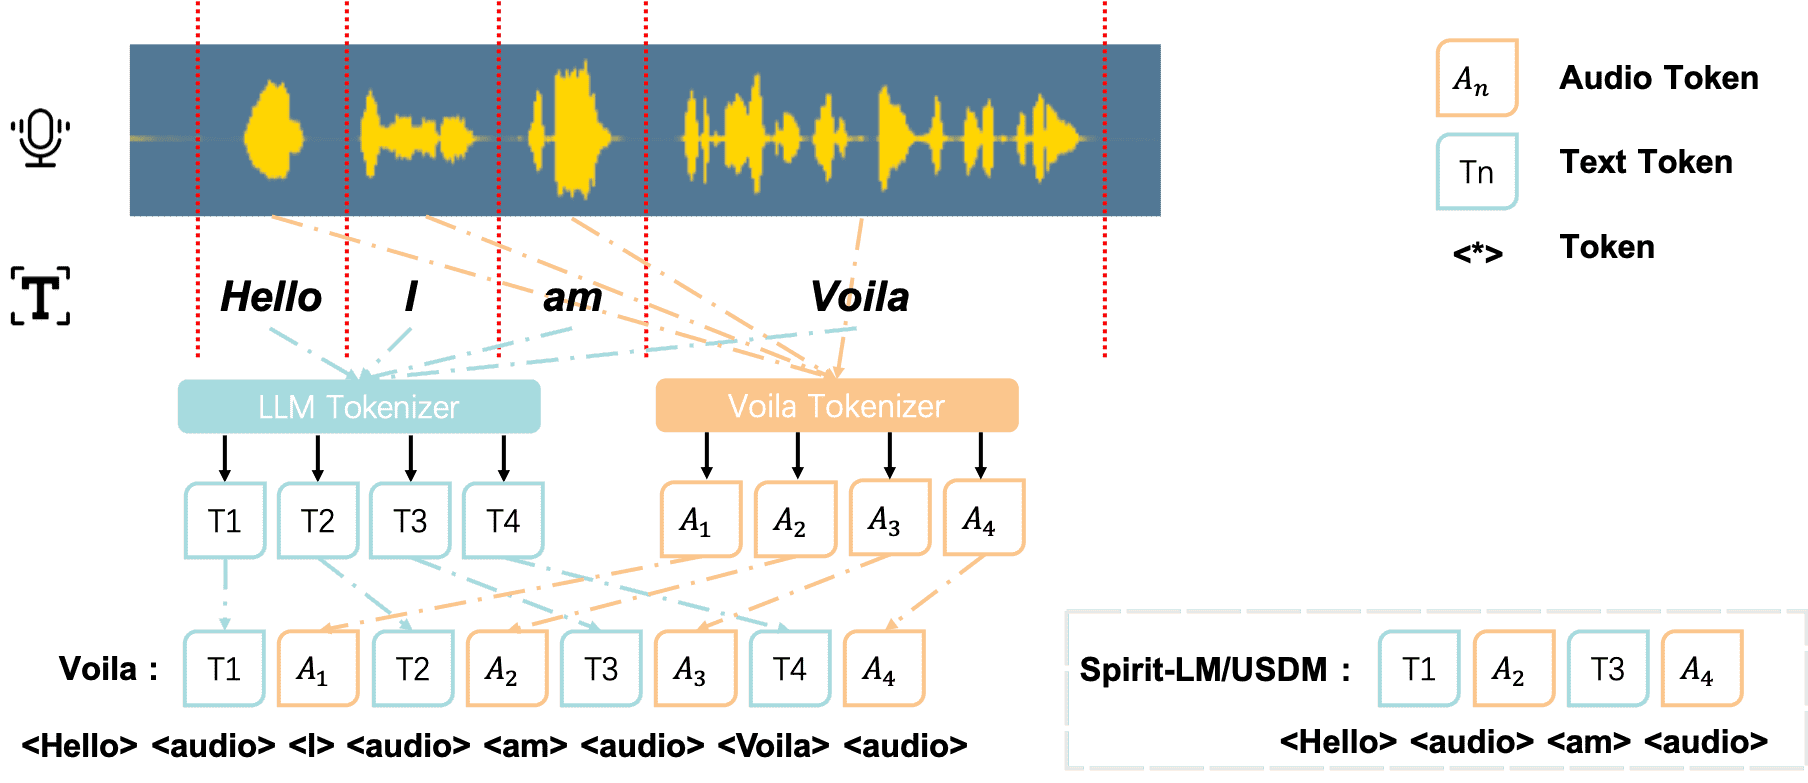 A_n Audio Token
Tn Text Token
<*> Token
T
Hello I am Voila
LLM Tokenizer Voila Tokenizer
T1 T2 T3 T4 A_1 A_2 A_3 A_4
Voila : T1 A_1 T2 A_2 T3 A_3 T4 A_4
<Hello> <audio> <I> <audio> <am> <audio> <Voila> <audio>
Spirit-LM/USDM : T1 A_2 T3 A_4
<Hello> <audio> <am> <audio>